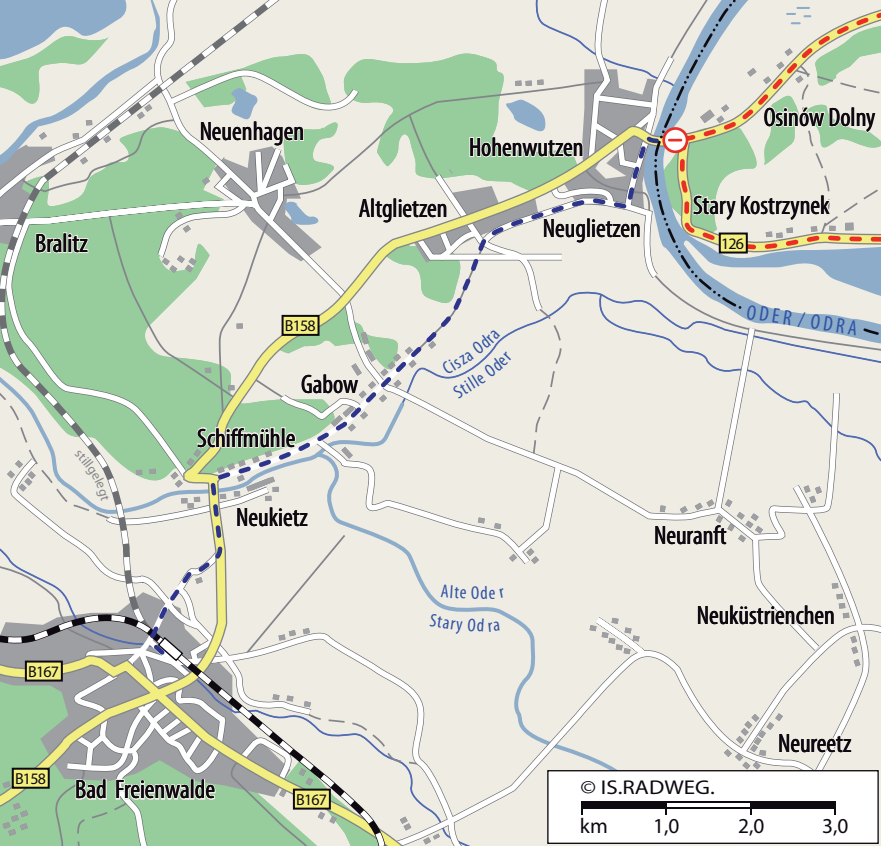 Neuenhagen
Hohenwutzen
Osinów Dolny
Altglietzen
Stary Kostrzynek
Neuglietzen
Bralitz
126
ODER / ODRA
B158
Cisza Odra
Stille Oder
Gabow
Schiffmühle
stillgelegt
Neukietz
Neuranft
Alte Oder
Stary Odra
Neuküstrienchen
B167
Neureetz
B158
Bad Freienwalde
B167
© IS.RADWEG.
km 1,0 2,0 3,0